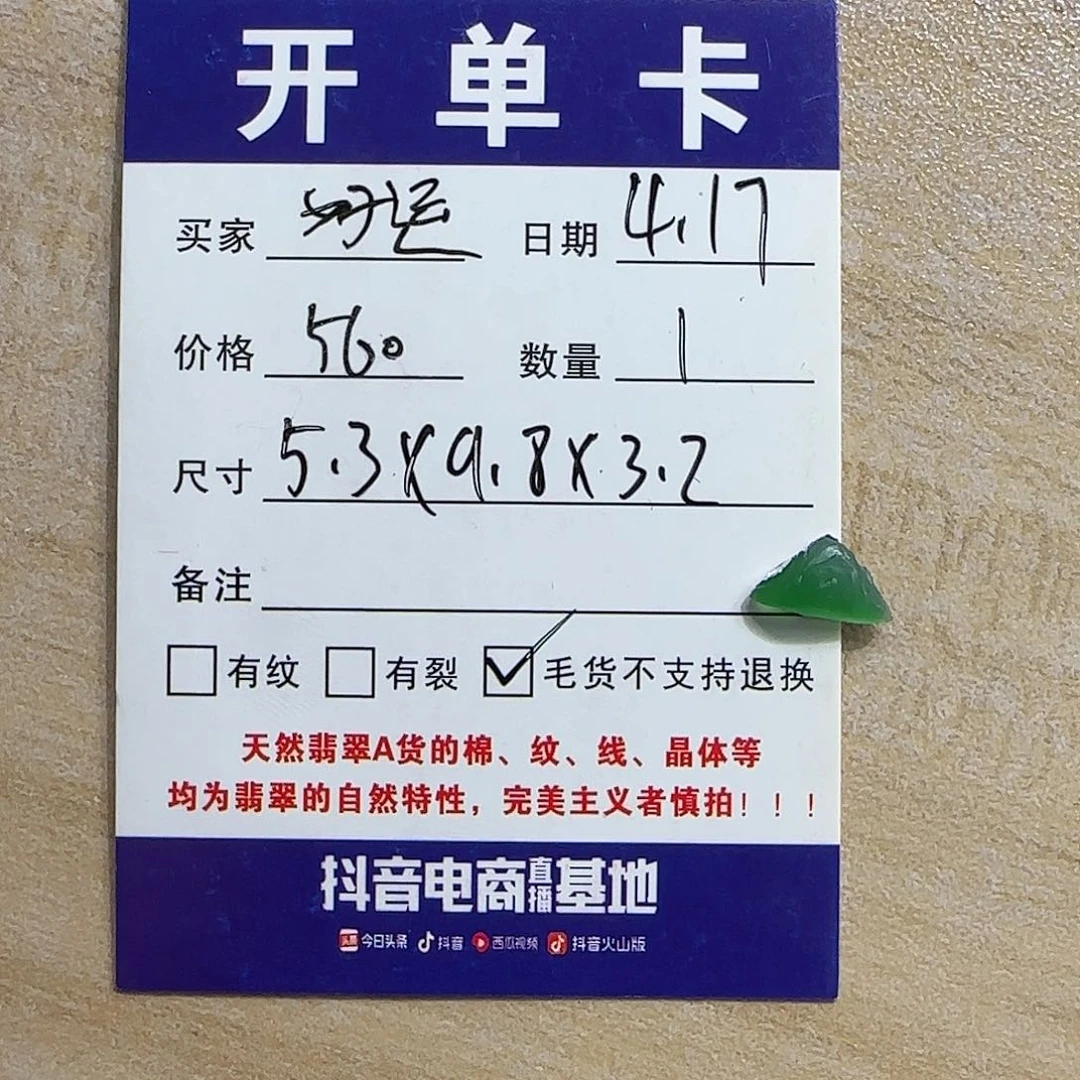 开单卡
买家 好运 日期 4.17
价格 560 数量 1
尺寸 5.3x9.8x3.2
备注
有纹 有裂 毛货不支持退换
天然翡翠A货的棉、纹、线、晶体等
均为翡翠的自然特性，完美主义者慎拍！！！
抖音电商直播基地
头条 今日头条 抖音 西瓜视频 抖音火山版